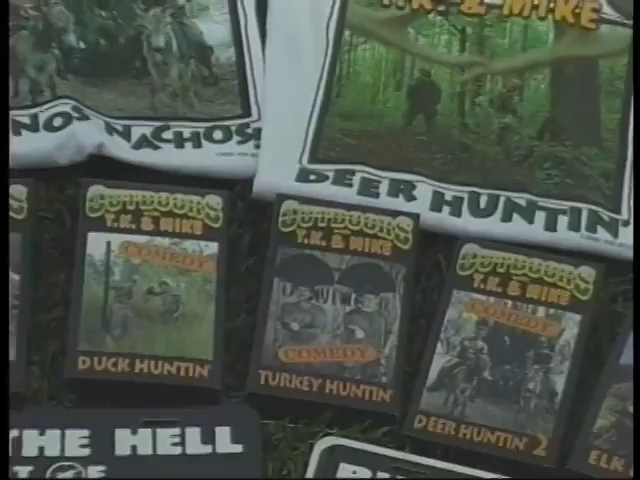 T.K. & MIKE
NOS NACHOS!
DEER HUNTIN'
OUTDOORS
T.K. & MIKE
COMEDY
DUCK HUNTIN'
OUTDOORS
T.K. & MIKE
COMEDY
TURKEY HUNTIN'
OUTDOORS
T.K. & MIKE
COMEDY
DEER HUNTIN' 2
ELK
THE HELL